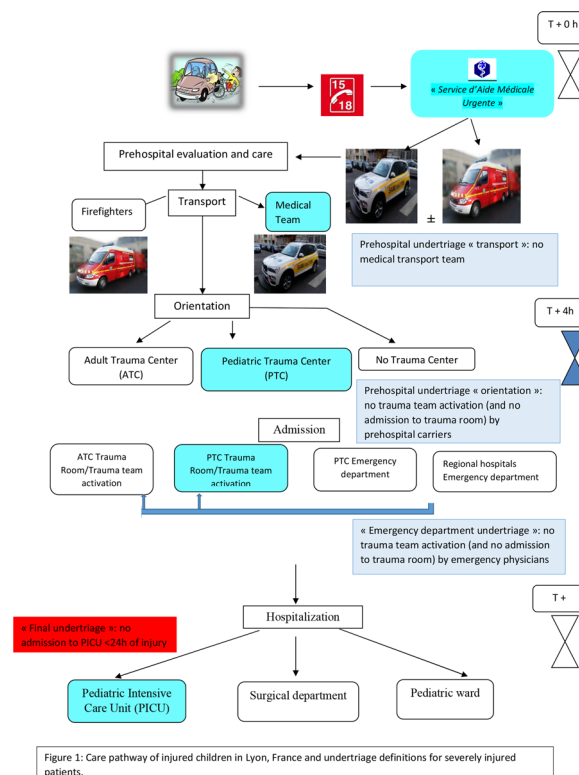 T + 0 h
15
18
« Service d’Aide Médicale
Urgente »
Prehospital evaluation and care
Firefighters
Transport
Medical
Team
±
Prehospital undertriage « transport »: no
medical transport team
Orientation
T + 4h
Adult Trauma Center
(ATC)
Pediatric Trauma Center
(PTC)
No Trauma Center
Prehospital undertriage « orientation »:
no trauma team activation (and no
admission to trauma room) by
prehospital carriers
Admission
ATC Trauma
Room/Trauma team
activation
PTC Trauma
Room/Trauma team
activation
PTC Emergency
department
Regional hospitals
Emergency department
« Emergency department undertriage »: no
trauma team activation (and no admission
to trauma room) by emergency physicians
T +
Hospitalization
« Final undertriage »: no
admission to PICU <24h of injury
Pediatric Intensive
Care Unit (PICU)
Surgical department
Pediatric ward
Figure 1: Care pathway of injured children in Lyon, France and undertriage definitions for severely injured
patients.